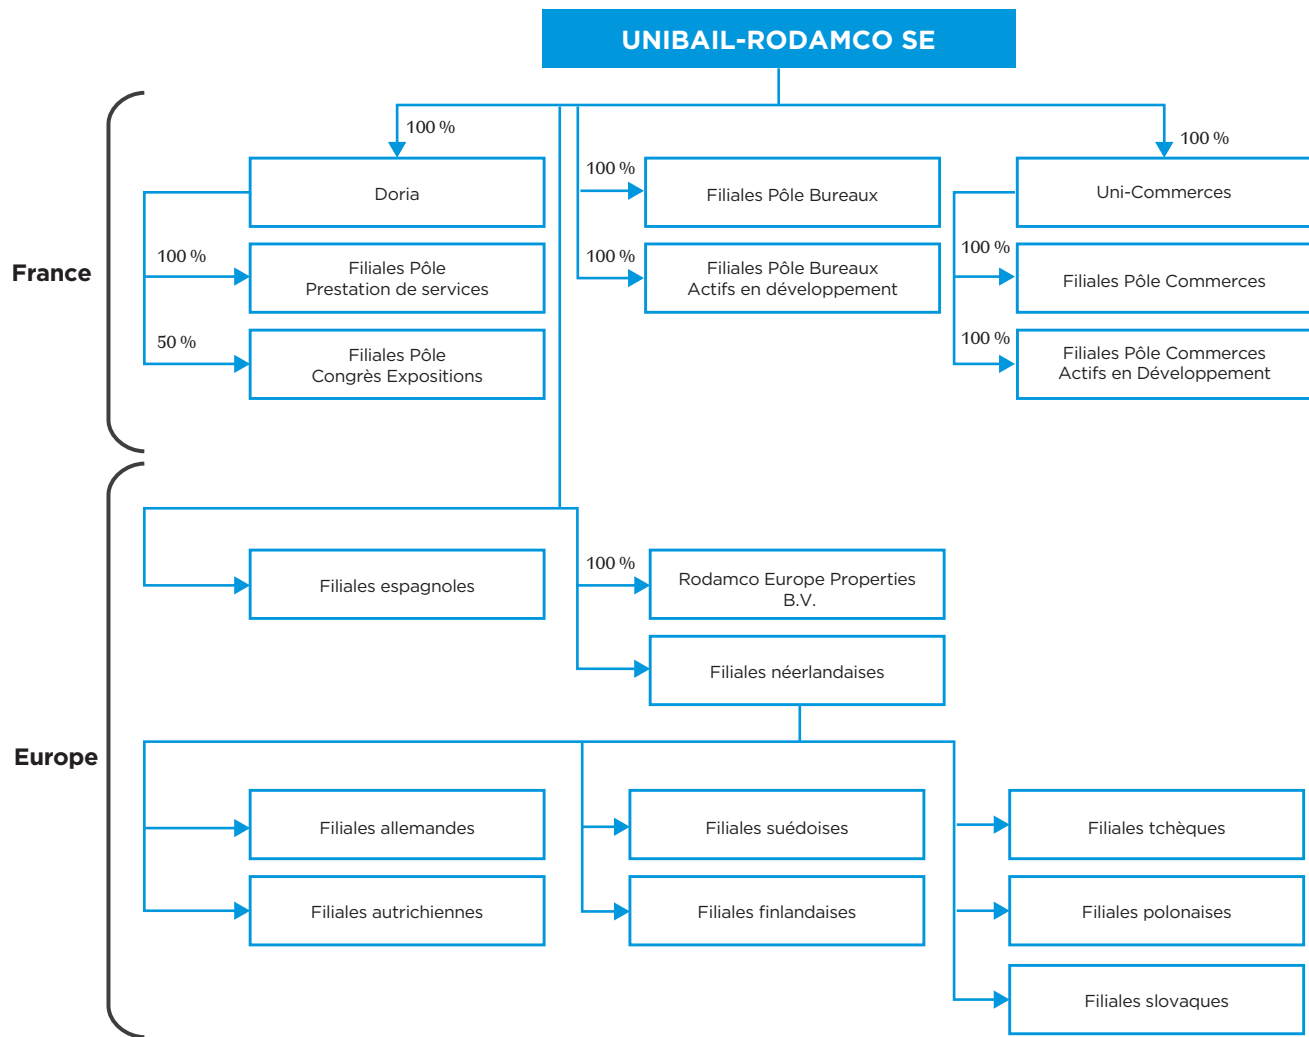 UNIBAIL-RODAMCO SE
France
100 %
Doria
100 %
Filiales Pôle
Prestation de services
50 %
Filiales Pôle
Congrès Expositions
100 %
Filiales Pôle Bureaux
100 %
Filiales Pôle Bureaux
Actifs en développement
100 %
Uni-Commerces
100 %
Filiales Pôle Commerces
100 %
Filiales Pôle Commerces
Actifs en Développement
Europe
Filiales espagnoles
100 %
Rodamco Europe Properties
B.V.
Filiales néerlandaises
Filiales allemandes
Filiales suédoises
Filiales tchèques
Filiales autrichiennes
Filiales finlandaises
Filiales polonaises
Filiales slovaques